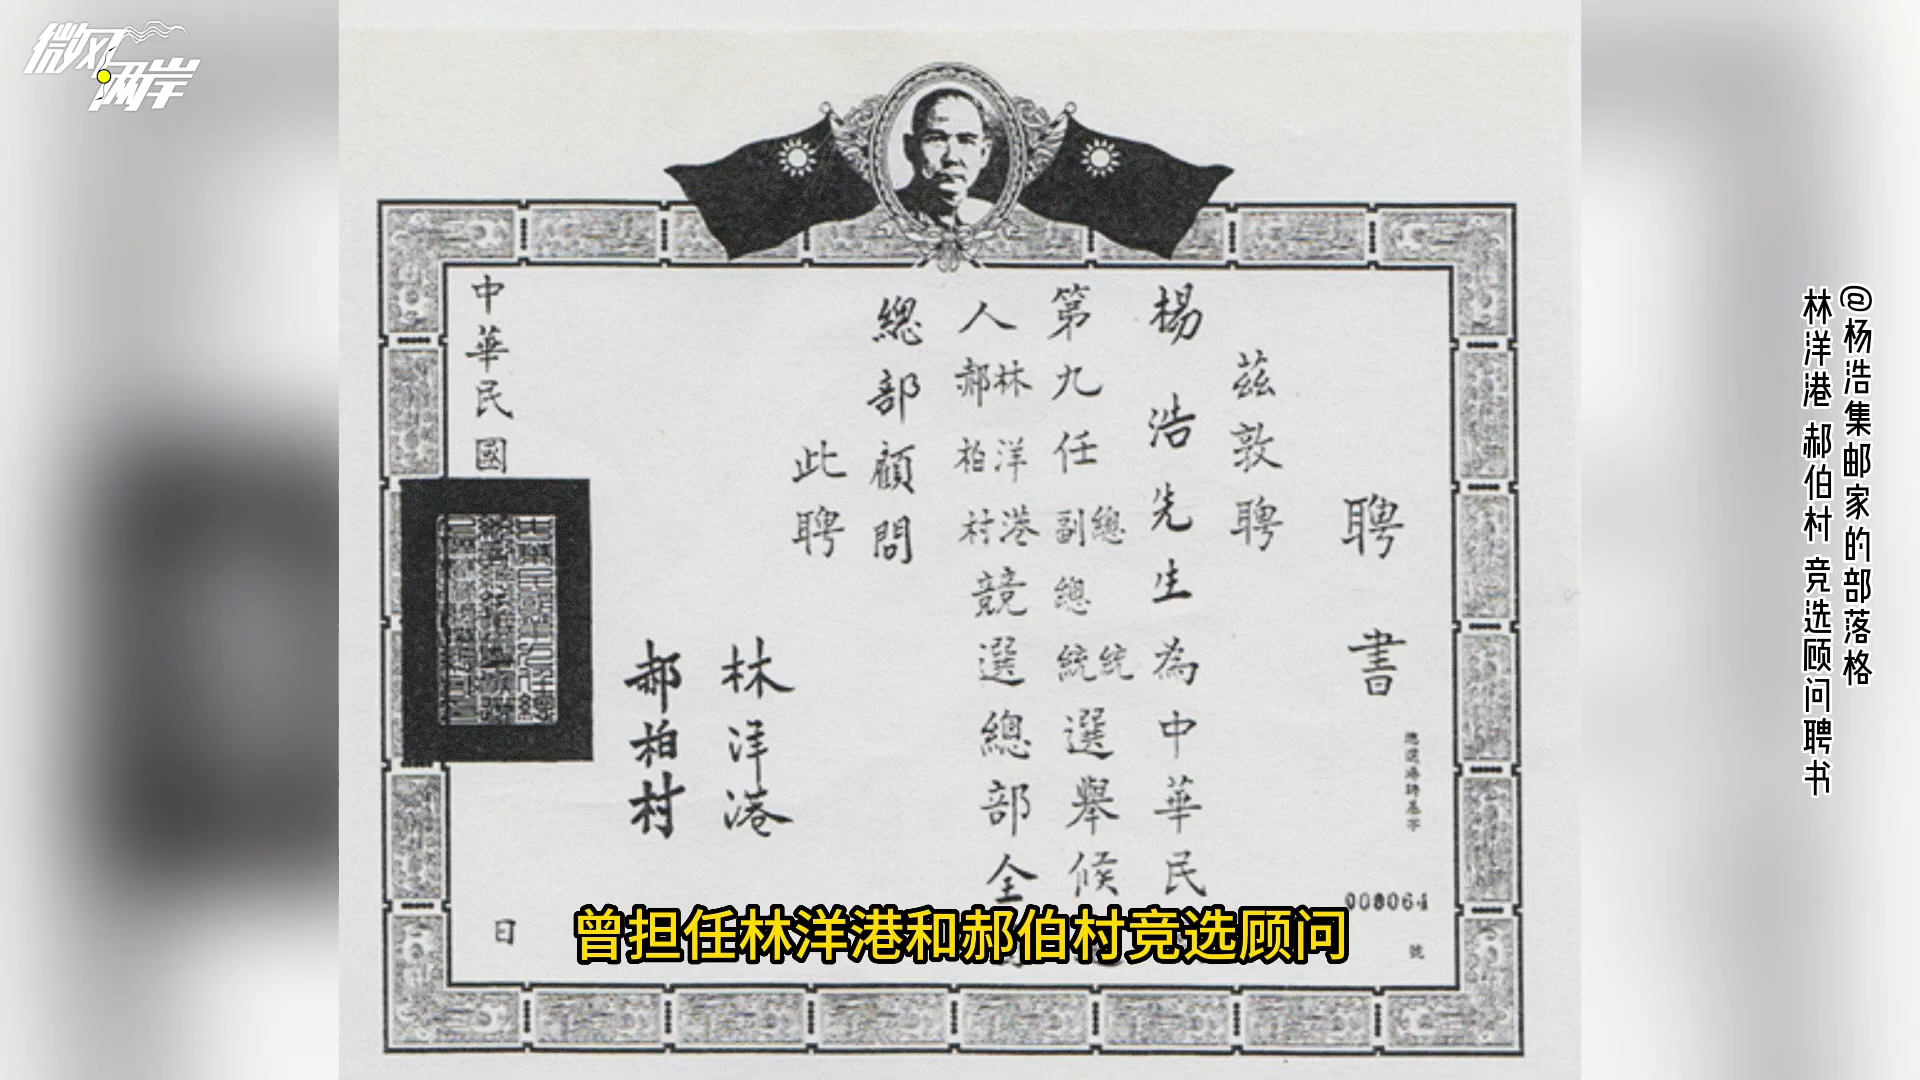 微风两岸
聘書
茲敦聘
楊浩先生為中華民
第九任總統副總統選舉候
人林洋港郝柏村競選總部全
總部顧問
此聘
林洋港
郝柏村
中華民國
日
008064
號
曾担任林洋港和郝伯村竞选顾问
@杨浩集邮家的部落格
林洋港 郝伯村 竞选顾问聘书